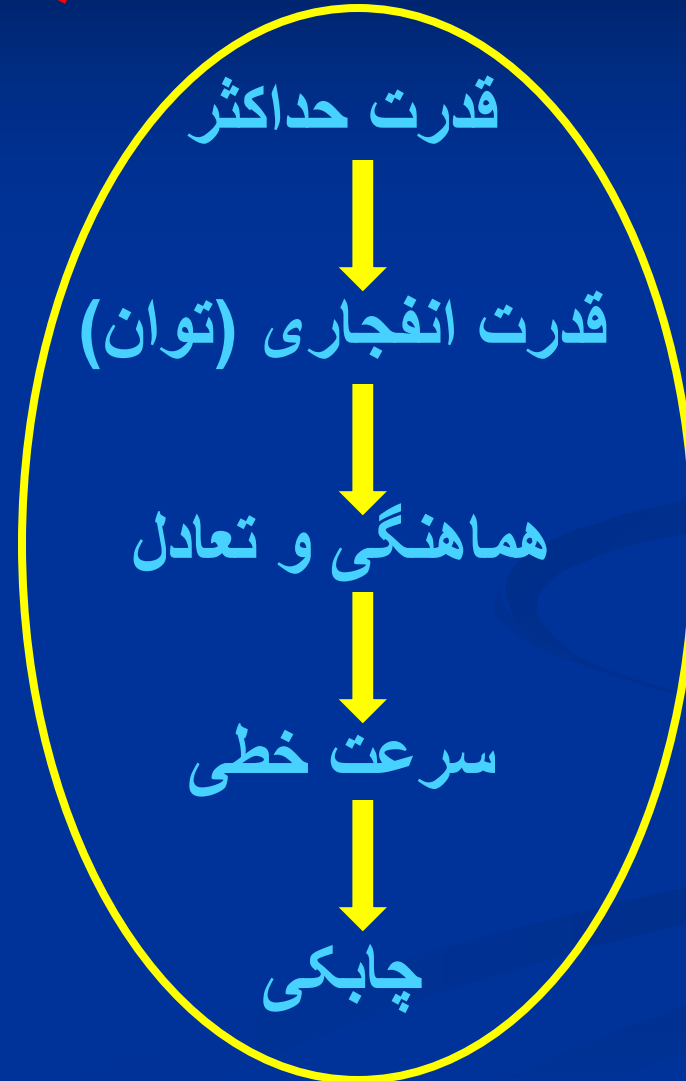 قدرت حداکثر
قدرت انفجاری (توان)
هماهنگی و تعادل
سرعت خطی
چابکی